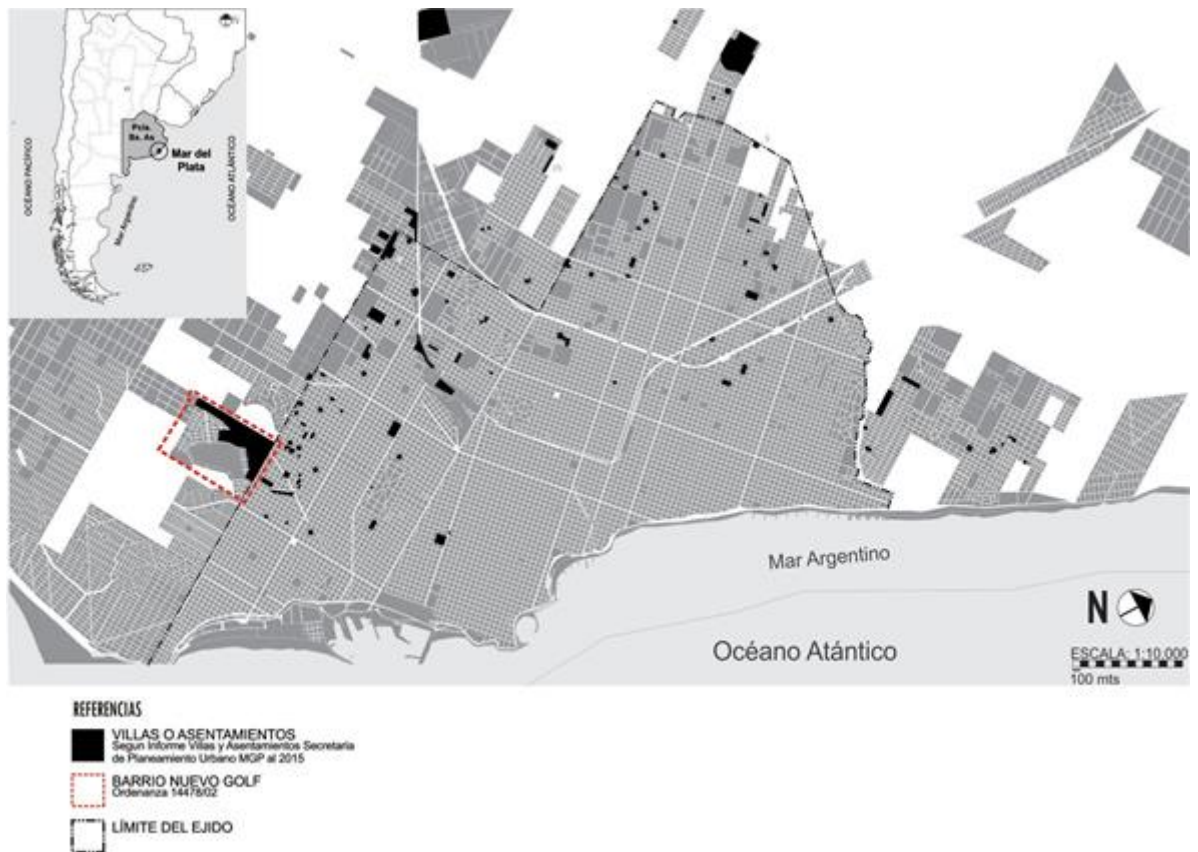 OCÉANO PACÍFICO
Pcia.
Bs. As
Mar del
Plata
OCÉANO ATLÁNTICO
Mar Argentino
Mar Argentino
Océano Atántico
N
ESCALA: 1:10.000
100 mts
REFERENCIAS
VILLAS O ASENTAMIENTOS
Segun Informe Villas y Asentamientos Secretaria
de Planeamiento Urbano MGP al 2015
BARRIO NUEVO GOLF
Ordenanza 14478/02
LÍMITE DEL EJIDO